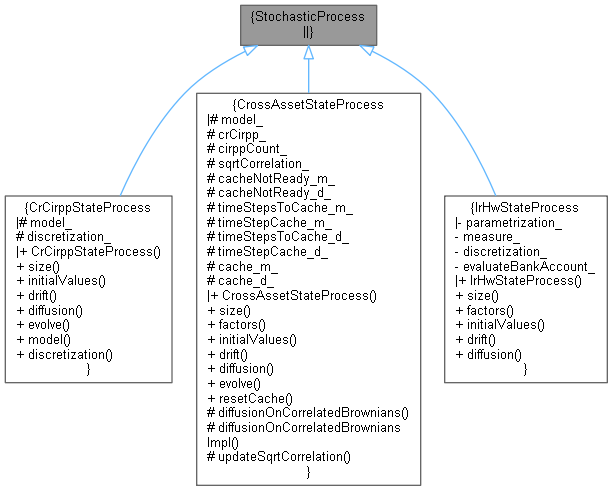 {StochasticProcess
||}
{CrossAssetStateProcess
|# model_
# crCirpp_
# cirppCount_
# sqrtCorrelation_
# cacheNotReady_m_
# cacheNotReady_d_
# timeStepsToCache_m_
# timeStepCache_m_
# timeStepsToCache_d_
# timeStepCache_d_
# cache_m_
# cache_d_
|+ CrossAssetStateProcess()
+ size()
+ factors()
+ initialValues()
+ drift()
+ diffusion()
+ evolve()
+ resetCache()
# diffusionOnCorrelatedBrownians()
# diffusionOnCorrelatedBrownians
Impl()
# updateSqrtCorrelation()
}
{CrCirppStateProcess
|# model_
# discretization_
|+ CrCirppStateProcess()
+ size()
+ initialValues()
+ drift()
+ diffusion()
+ evolve()
+ model()
+ discretization()
}
{IrHwStateProcess
|- parametrization_
- measure_
- discretization_
- evaluateBankAccount_
|+ IrHwStateProcess()
+ size()
+ factors()
+ initialValues()
+ drift()
+ diffusion()
}